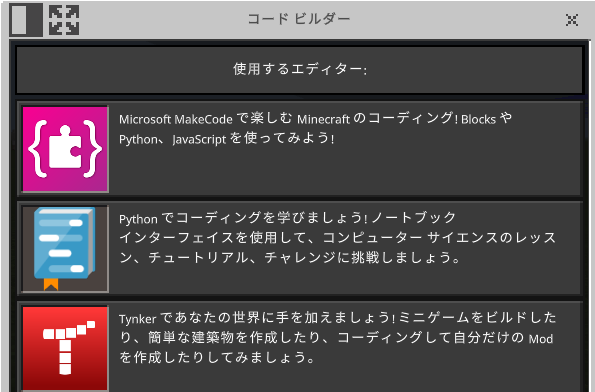 コード ビルダー
使用するエディター:
Microsoft MakeCode で楽しむ Minecraft のコーディング! Blocks や
Python、JavaScript を使ってみよう!
Python でコーディングを学びましょう! ノートブック
インターフェイスを使用して、コンピューター サイエンスのレッス
ン、チュートリアル、チャレンジに挑戦しましょう。
Tynker であなたの世界に手を加えましょう! ミニゲームをビルドした
り、簡単な建築物を作成したり、コーディングして自分だけの Mod
を作成したりしてみましょう。